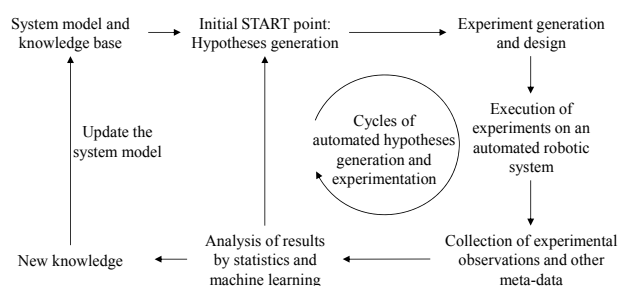 System model and
knowledge base
Initial START point:
Hypotheses generation
Experiment generation
and design
Execution of
experiments on an
automated robotic
system
Cycles of
automated hypotheses
generation and
experimentation
Update the
system model
New knowledge
Analysis of results
by statistics and
machine learning
Collection of experimental
observations and other
meta-data